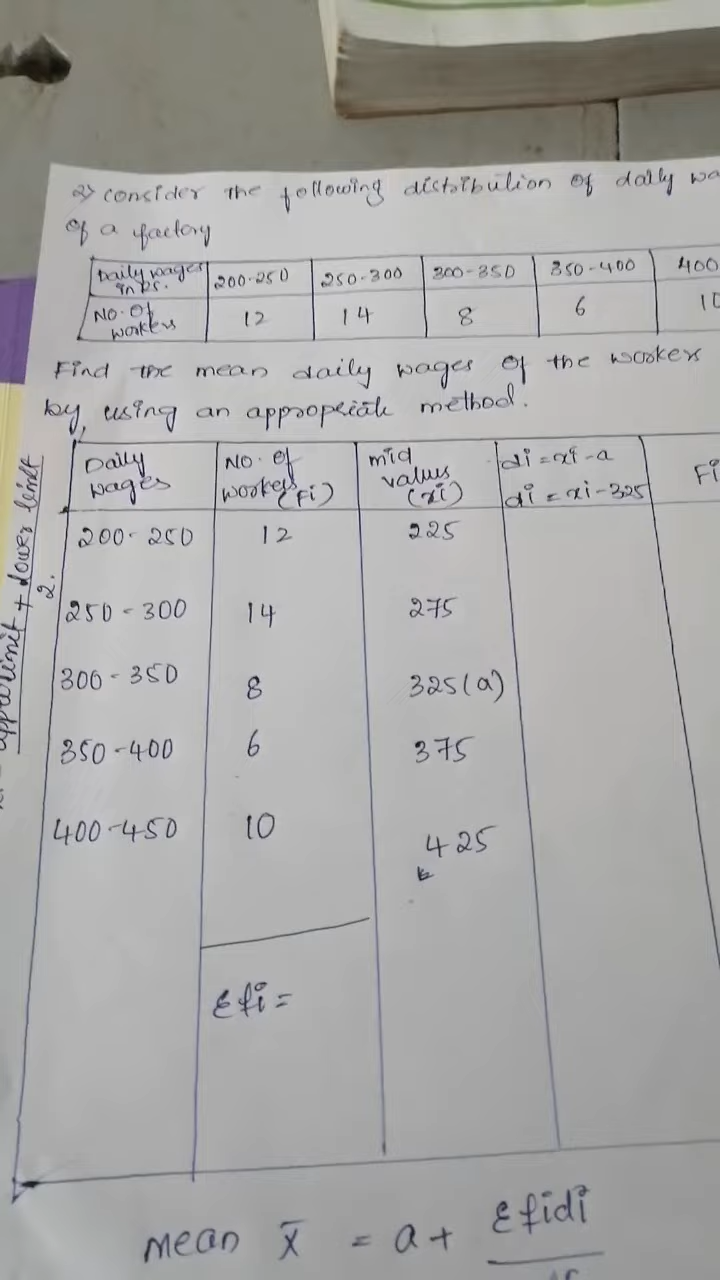 2) consider the following distribution of daily wa
of a factory
Daily wages in Rs. 200-250 250-300 300-350 350-400 400
No. of workers 12 14 8 6 10
Find the mean daily wages of the worker
by, using an appropriate method.
Daily wages No. of workers (fi) mid values (xi) di = xi - a di = xi - 325 Fi
200-250 12 225
250-300 14 275
300-350 8 325(a)
350-400 6 375
400-450 10 425
Σfi =
mean x̄ = a + Σfidi
upper limit + lower limit
2.